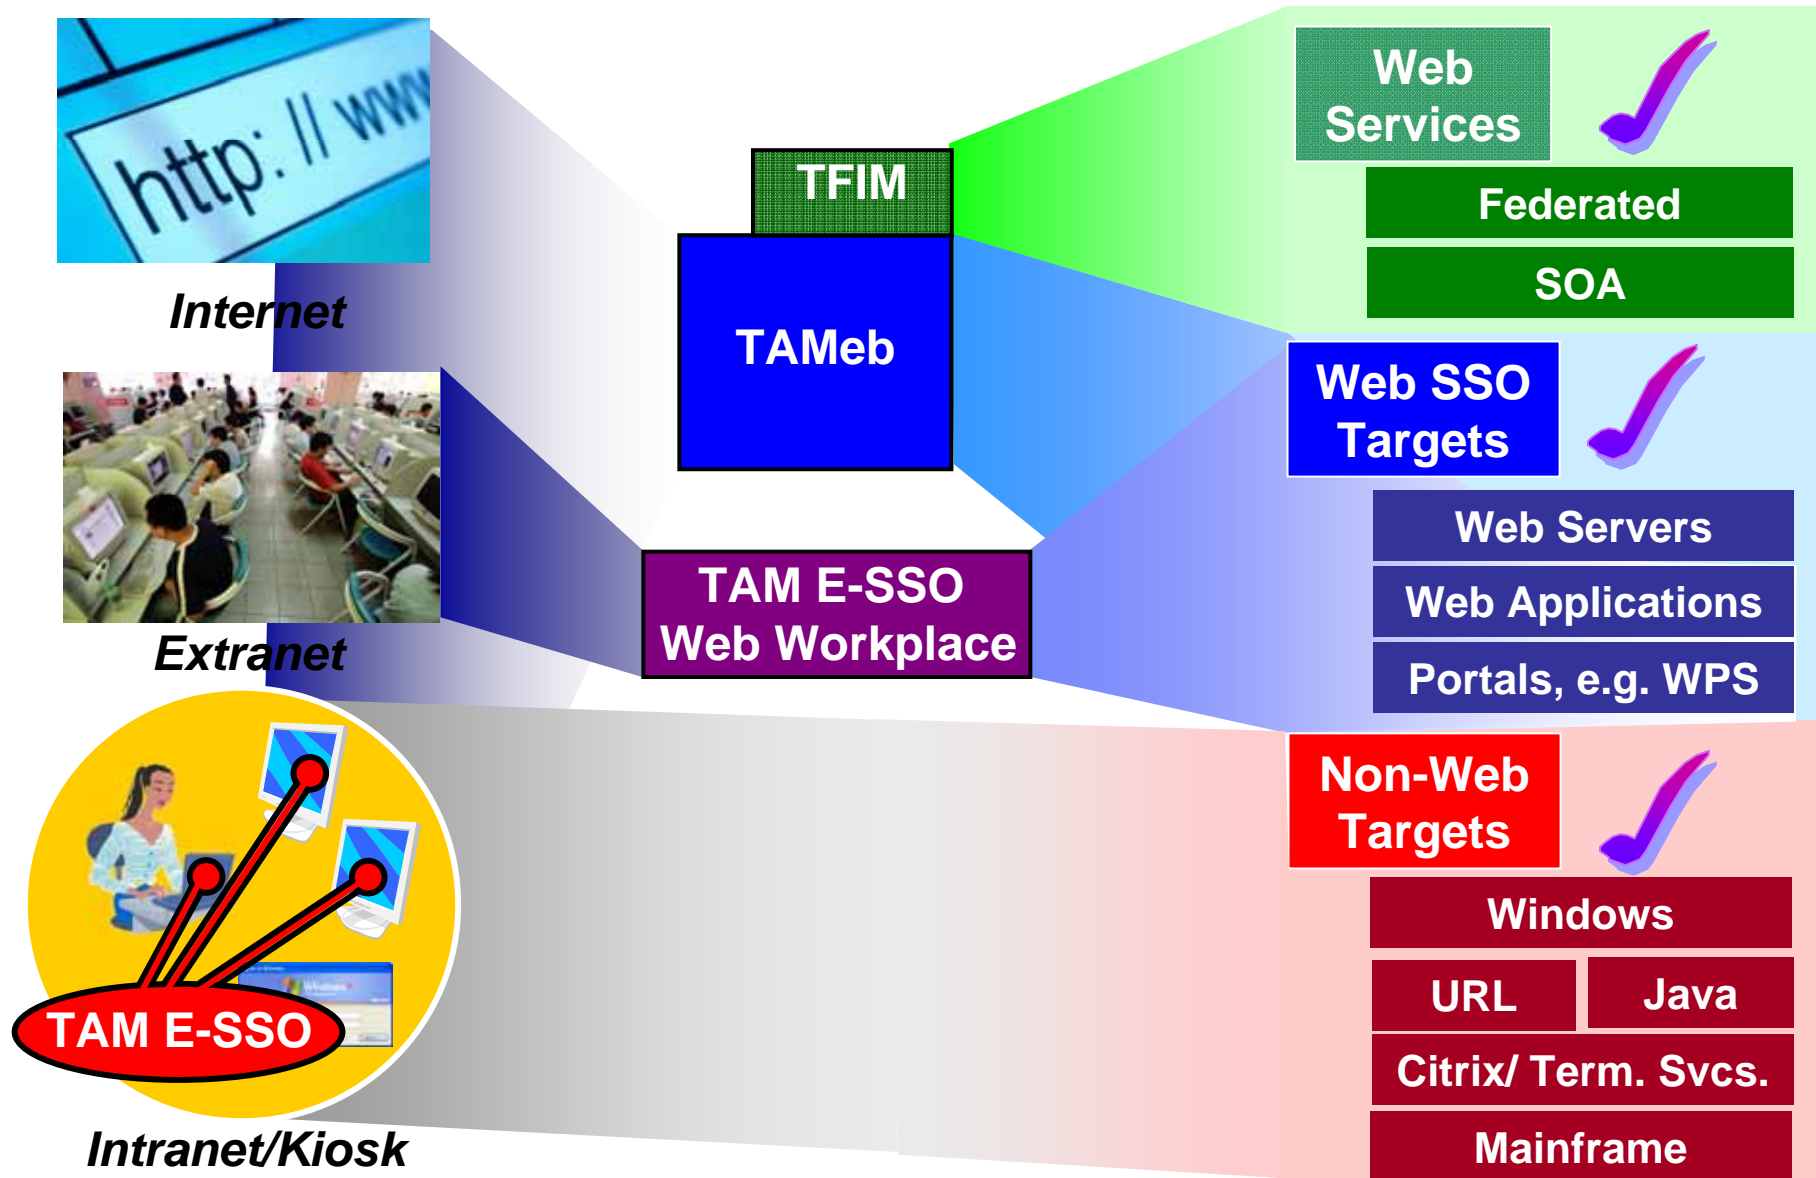 http: // www
Internet
Extranet
TAM E-SSO
Windows
Intranet/Kiosk
TFIM
TAMeb
TAM E-SSO
Web Workplace
Web
Services
Federated
SOA
Web SSO
Targets
Web Servers
Web Applications
Portals, e.g. WPS
Non-Web
Targets
Windows
URL
Java
Citrix/ Term. Svcs.
Mainframe